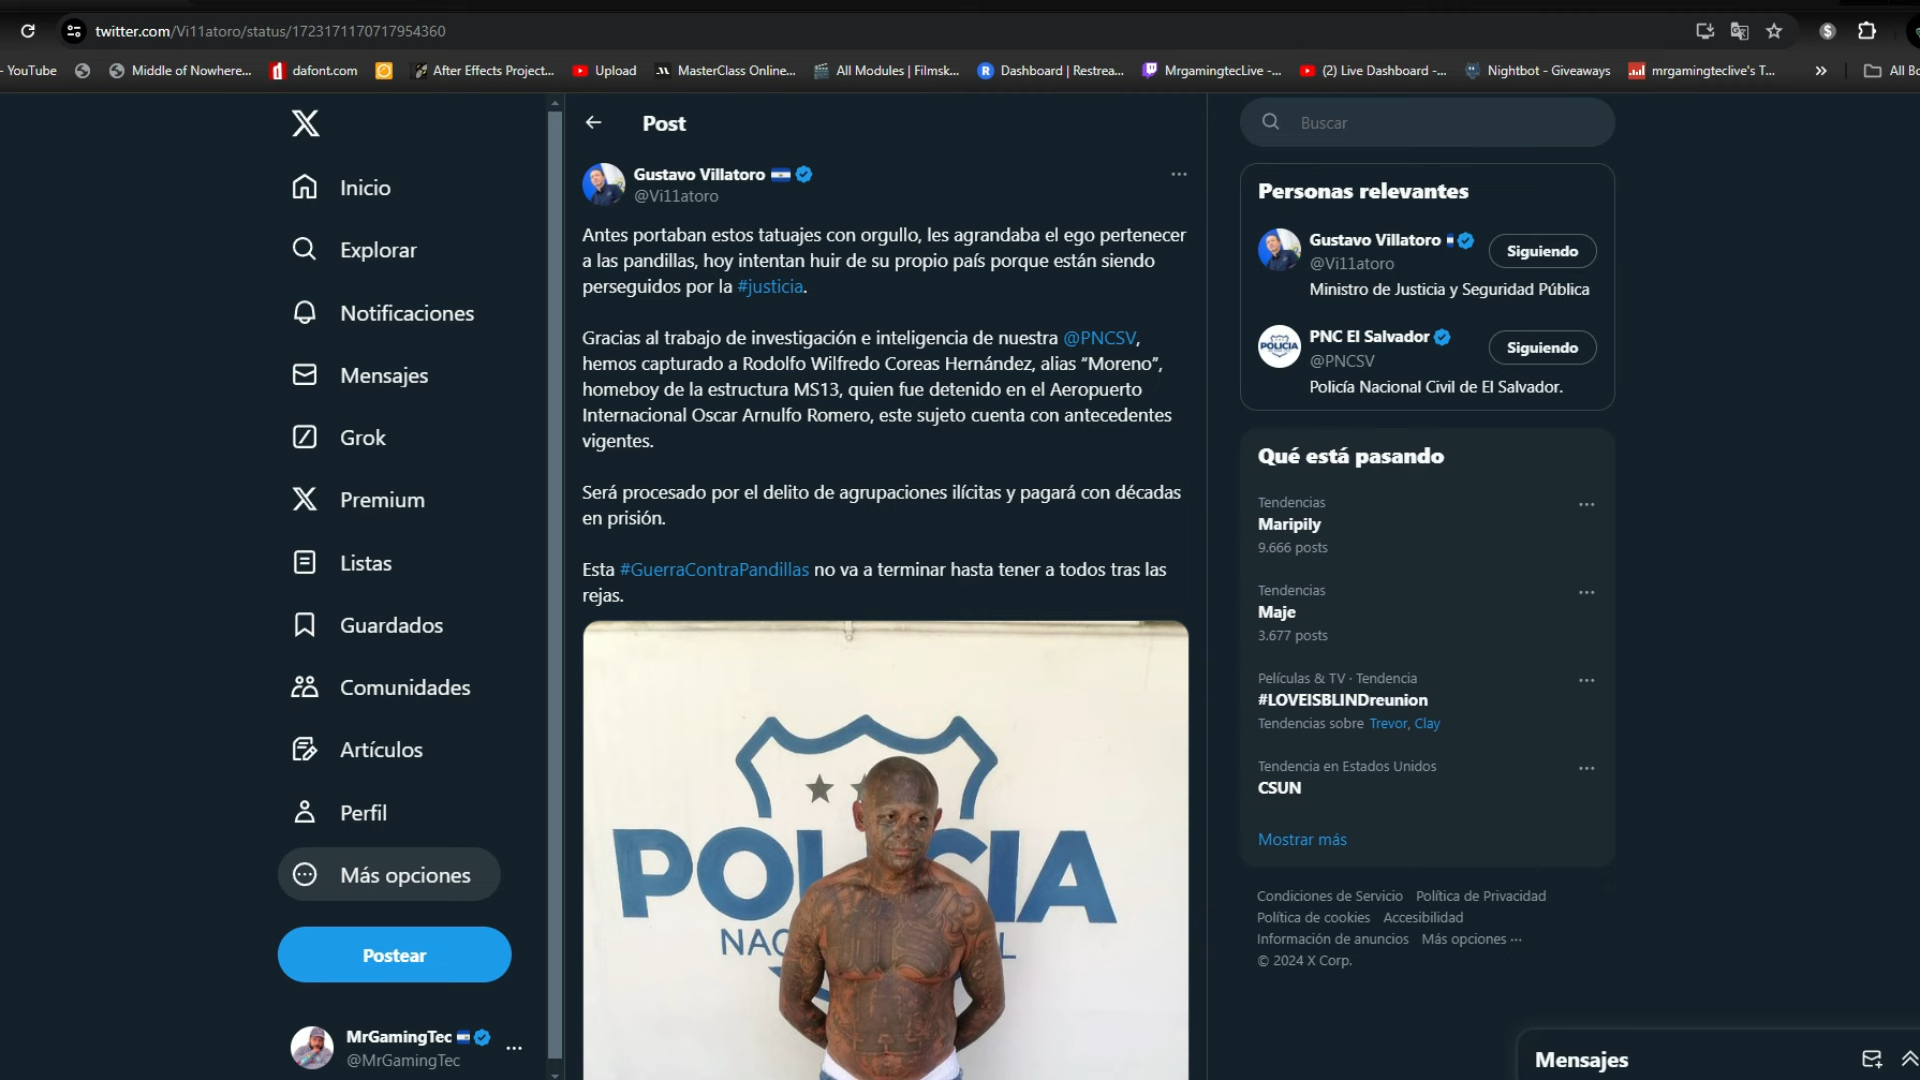 twitter.com/Vi11atoro/status/1723171170717954360
- YouTube
Middle of Nowhere...
dafont.com
After Effects Project...
Upload
MasterClass Online...
All Modules | Filmsk...
Dashboard | Restrea...
MrgamingtecLive -...
(2) Live Dashboard -...
Nightbot - Giveaways
mrgamingteclive's T...
All Bo
Inicio
Explorar
Notificaciones
Mensajes
Grok
Premium
Listas
Guardados
Comunidades
Artículos
Perfil
Más opciones
Postear
MrGamingTec
@MrGamingTec
Post
Gustavo Villatoro
@Vi11atoro
Antes portaban estos tatuajes con orgullo, les agrandaba el ego pertenecer
a las pandillas, hoy intentan huir de su propio país porque están siendo
perseguidos por la #justicia.
Gracias al trabajo de investigación e inteligencia de nuestra @PNCSV,
hemos capturado a Rodolfo Wilfredo Coreas Hernández, alias “Moreno”,
homeboy de la estructura MS13, quien fue detenido en el Aeropuerto
Internacional Oscar Arnulfo Romero, este sujeto cuenta con antecedentes
vigentes.
Será procesado por el delito de agrupaciones ilícitas y pagará con décadas
en prisión.
Esta #GuerraContraPandillas no va a terminar hasta tener a todos tras las
rejas.
POLICIA
NAC L
Buscar
Personas relevantes
Gustavo Villatoro
Siguiendo
@Vi11atoro
Ministro de Justicia y Seguridad Pública
POLICIA
PNC El Salvador
Siguiendo
@PNCSV
Policía Nacional Civil de El Salvador.
Qué está pasando
Tendencias
Maripily
9.666 posts
Tendencias
Maje
3.677 posts
Películas & TV · Tendencia
#LOVEISBLINDreunion
Tendencias sobre Trevor, Clay
Tendencia en Estados Unidos
CSUN
Mostrar más
Condiciones de Servicio Política de Privacidad
Política de cookies Accesibilidad
Información de anuncios Más opciones ···
© 2024 X Corp.
Mensajes